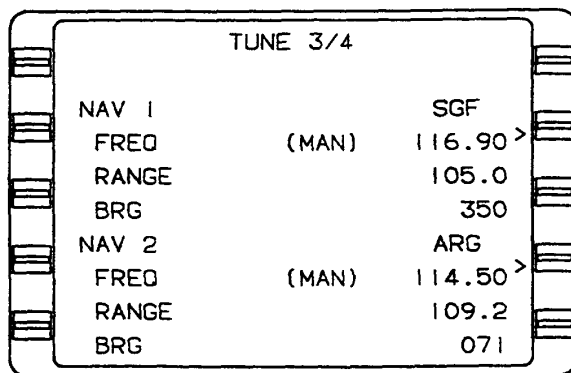 TUNE 3/4
NAV 1 SGF
FREQ (MAN) 116.90 >
RANGE 105.0
BRG 350
NAV 2 ARG
FREQ (MAN) 114.50 >
RANGE 109.2
BRG 071